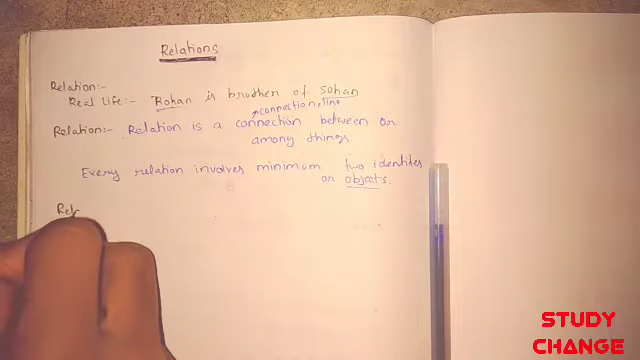 Relations
Relation:-
Real Life:- Rohan is brother of Sohan
connection, link
Relation:- Relation is a connection between or
among things.
Every relation involves minimum two identities
or objects.
Rel
STUDY
CHANGE